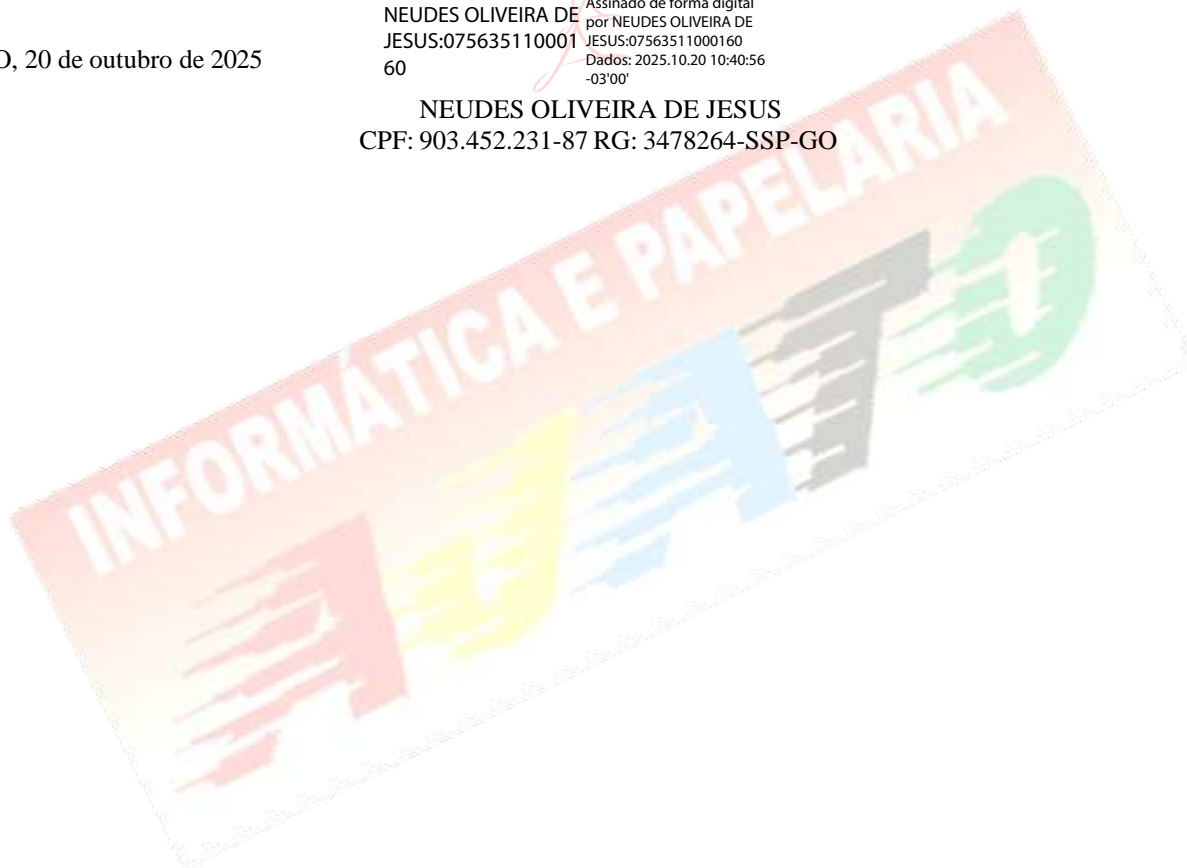 NEUDES OLIVEIRA DE
JESUS:075635110001
60
Assinado de forma digital
por NEUDES OLIVEIRA DE
JESUS:07563511000160
Dados: 2025.10.20 10:40:56
-03'00'
O, 20 de outubro de 2025
NEUDES OLIVEIRA DE JESUS
CPF: 903.452.231-87 RG: 3478264-SSP-GO
INFORMÁTICA E PAPELARIA
AJATO